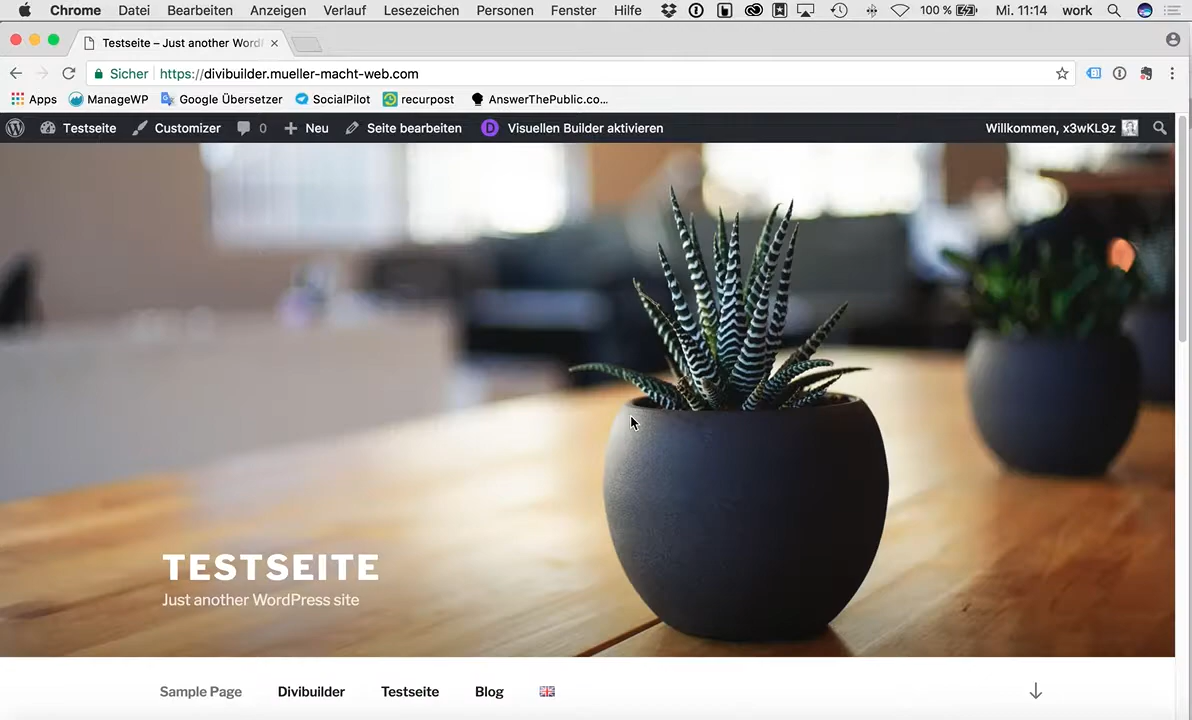 Chrome Datei Bearbeiten Anzeigen Verlauf Lesezeichen Personen Fenster Hilfe 100 % Mi. 11:14 work
Testseite – Just another Word
Sicher https://divibuilder.mueller-macht-web.com
Apps ManageWP Google Übersetzer SocialPilot recurpost AnswerThePublic.co...
Testseite Customizer 0 Neu Seite bearbeiten D Visuellen Builder aktivieren Willkommen, x3wKL9z
TESTSEITE
Just another WordPress site
Sample Page Divibuilder Testseite Blog